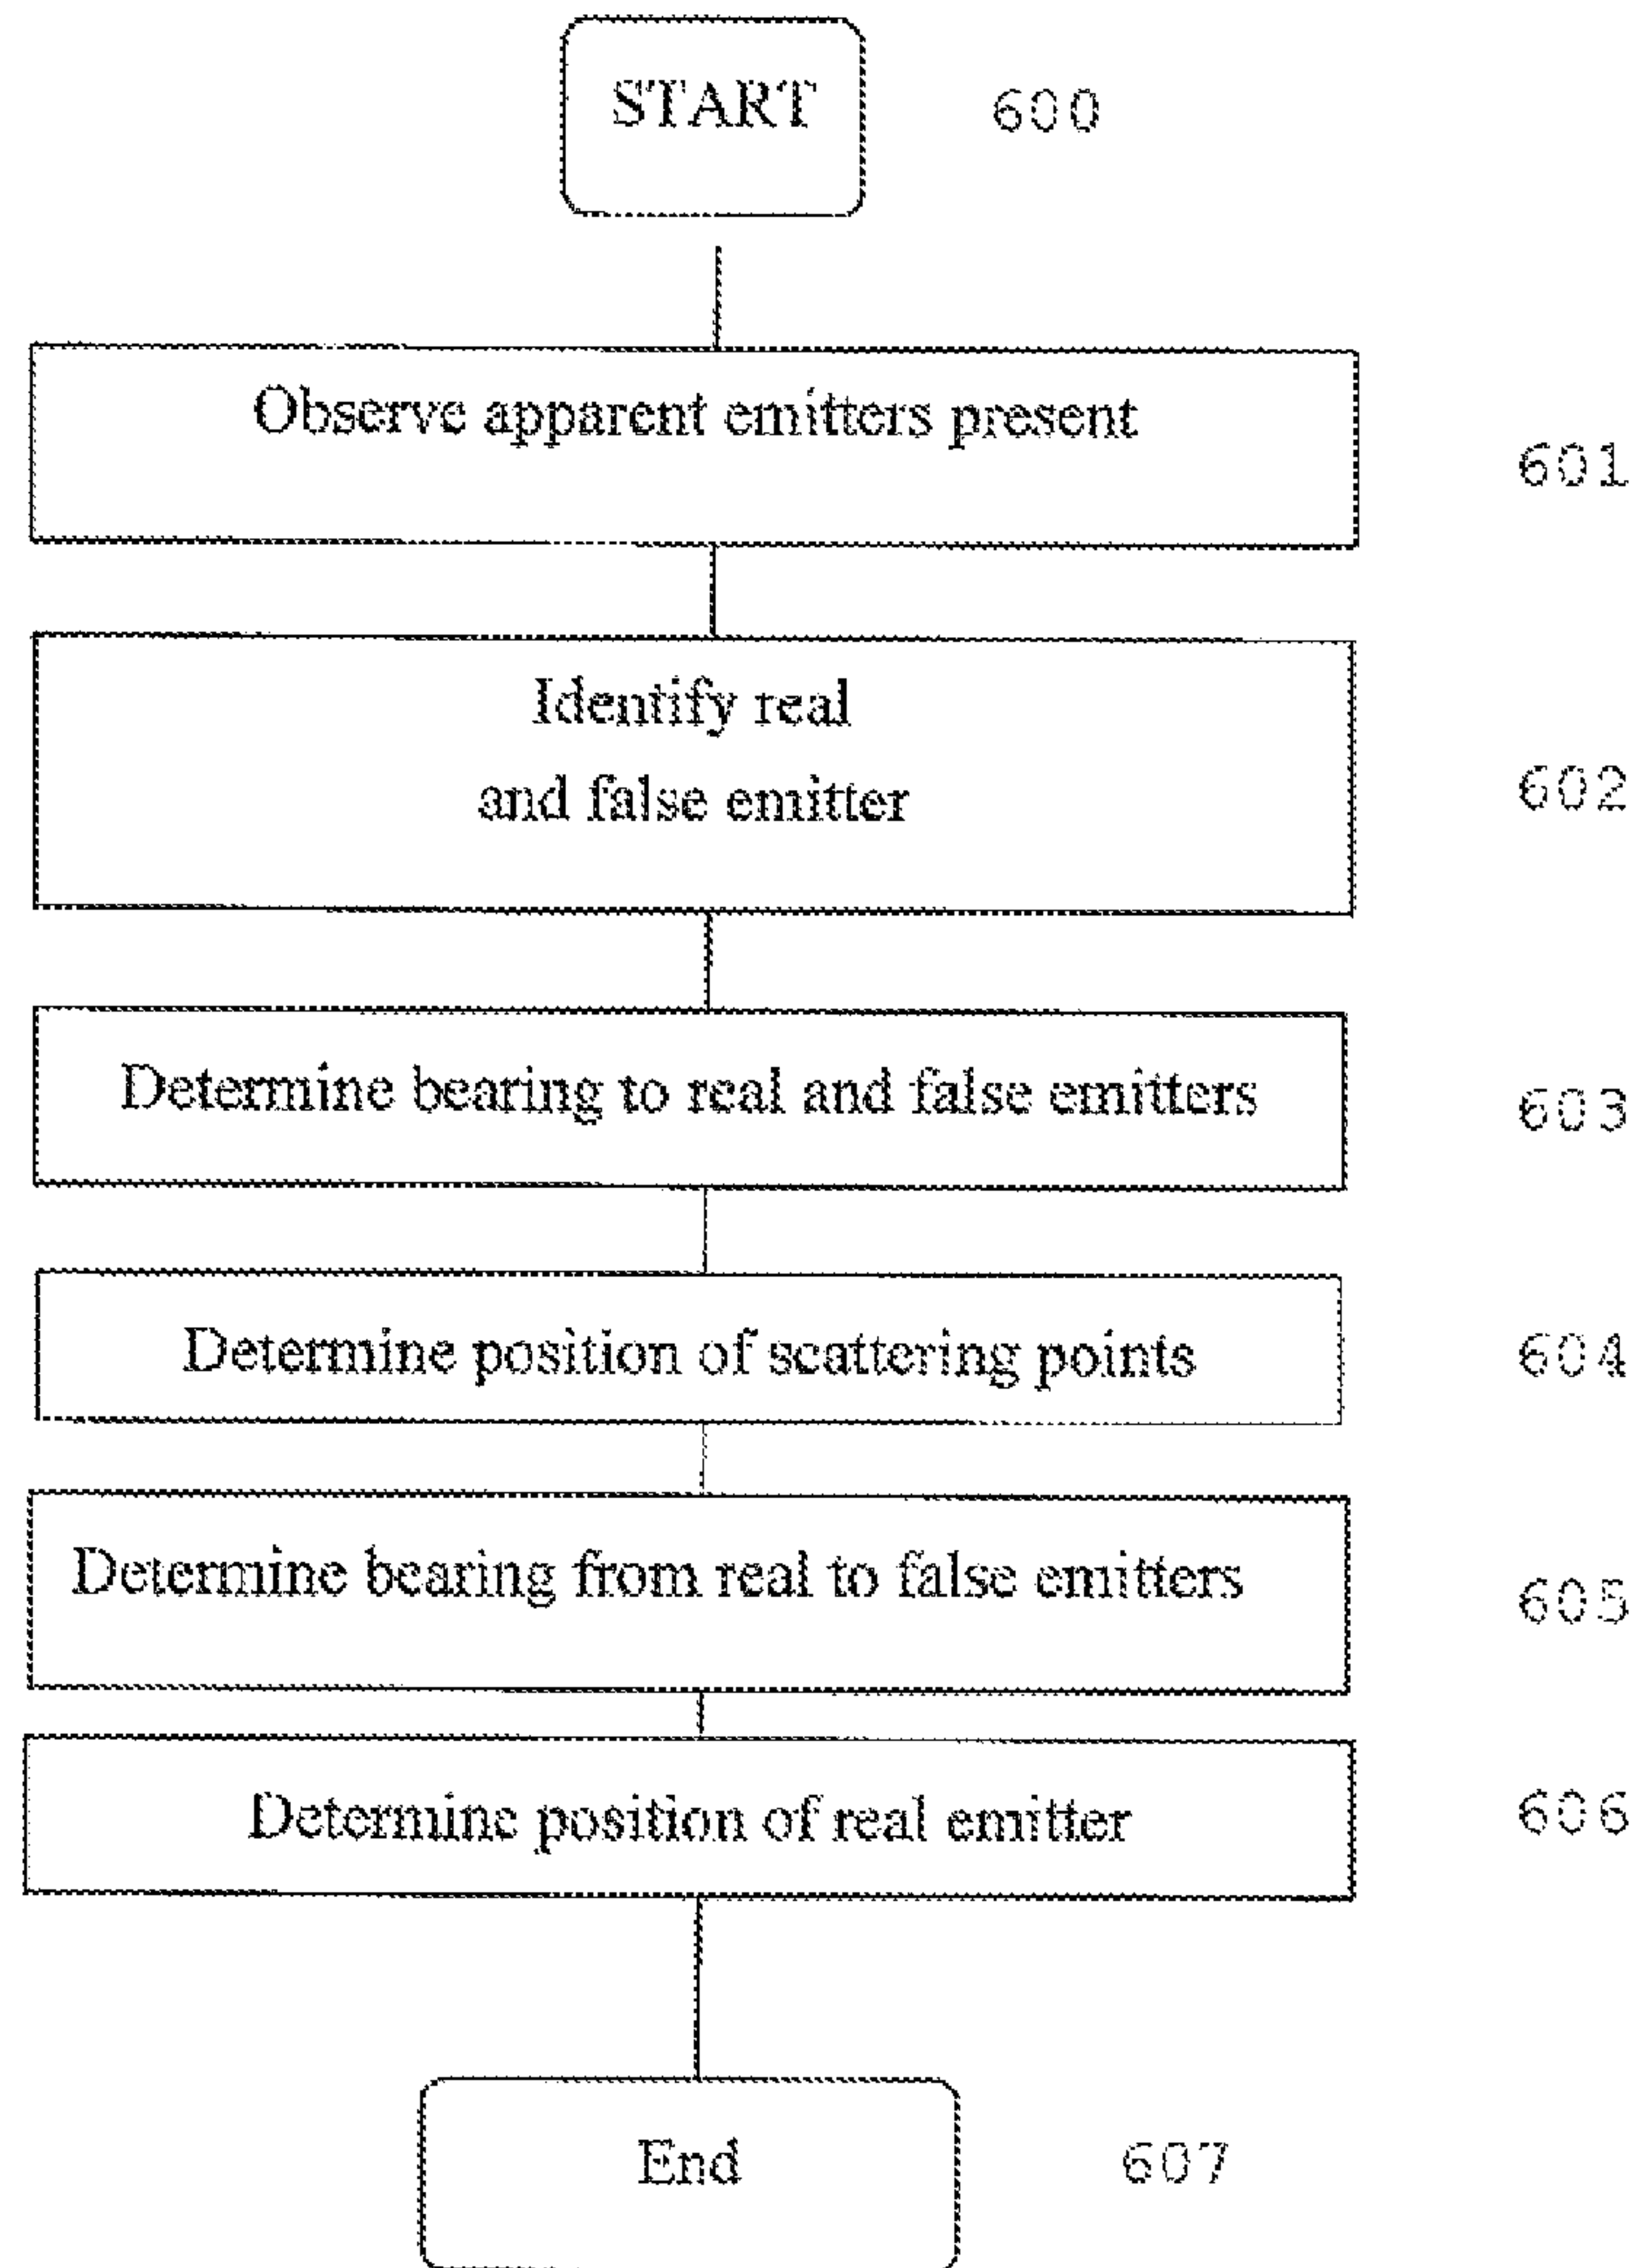 START
600
Observe apparent emitters present
601
Identify real
and false emitter
602
Determine bearing to real and false emitters
603
Determine position of scattering points
604
Determine bearing from real to false emitters
605
Determine position of real emitter
606
End
607